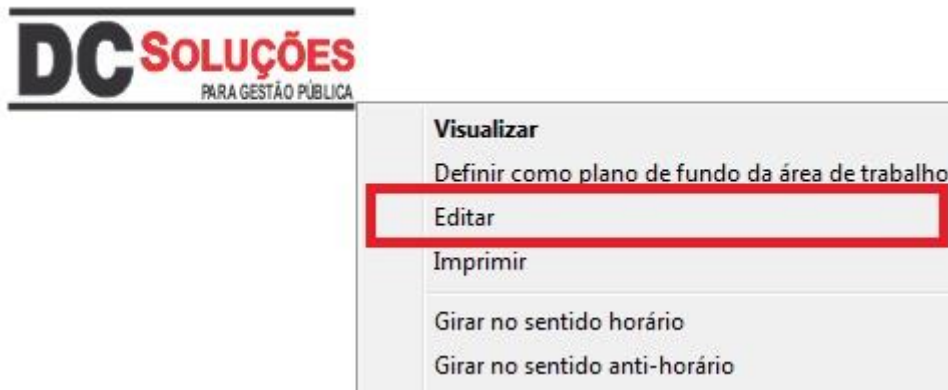 DC SOLUÇÕES
PARA GESTÃO PÚBLICA
Visualizar
Definir como plano de fundo da área de trabalho
Editar
Imprimir
Girar no sentido horário
Girar no sentido anti-horário